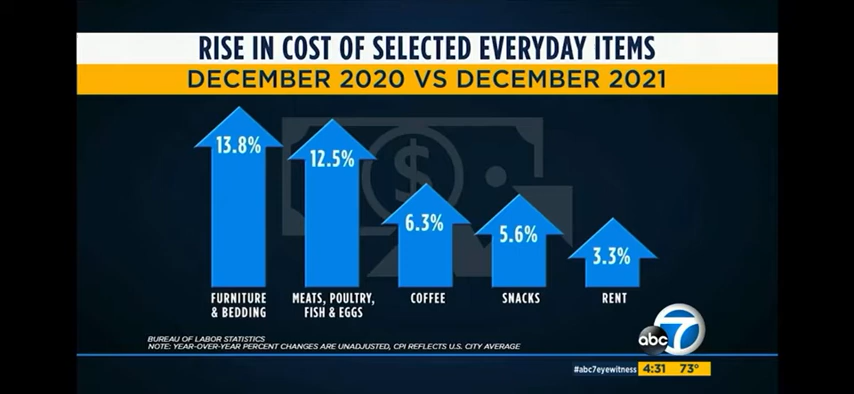 RISE IN COST OF SELECTED EVERYDAY ITEMS
DECEMBER 2020 VS DECEMBER 2021
13.8%
12.5%
6.3%
5.6%
3.3%
FURNITURE
& BEDDING
MEATS, POULTRY,
FISH & EGGS
COFFEE
SNACKS
RENT
BUREAU OF LABOR STATISTICS
NOTE: YEAR-OVER-YEAR PERCENT CHANGES ARE UNADJUSTED, CPI REFLECTS U.S. CITY AVERAGE
abc 7
#abc7eyewitness 4:31 73°
$